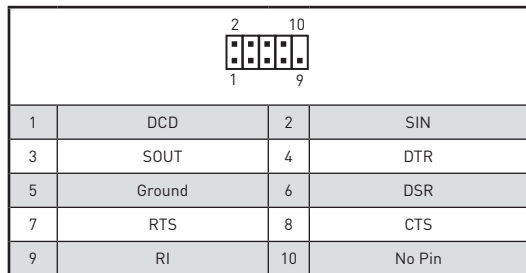 2 10
1 9
1 DCD 2 SIN
3 SOUT 4 DTR
5 Ground 6 DSR
7 RTS 8 CTS
9 RI 10 No Pin